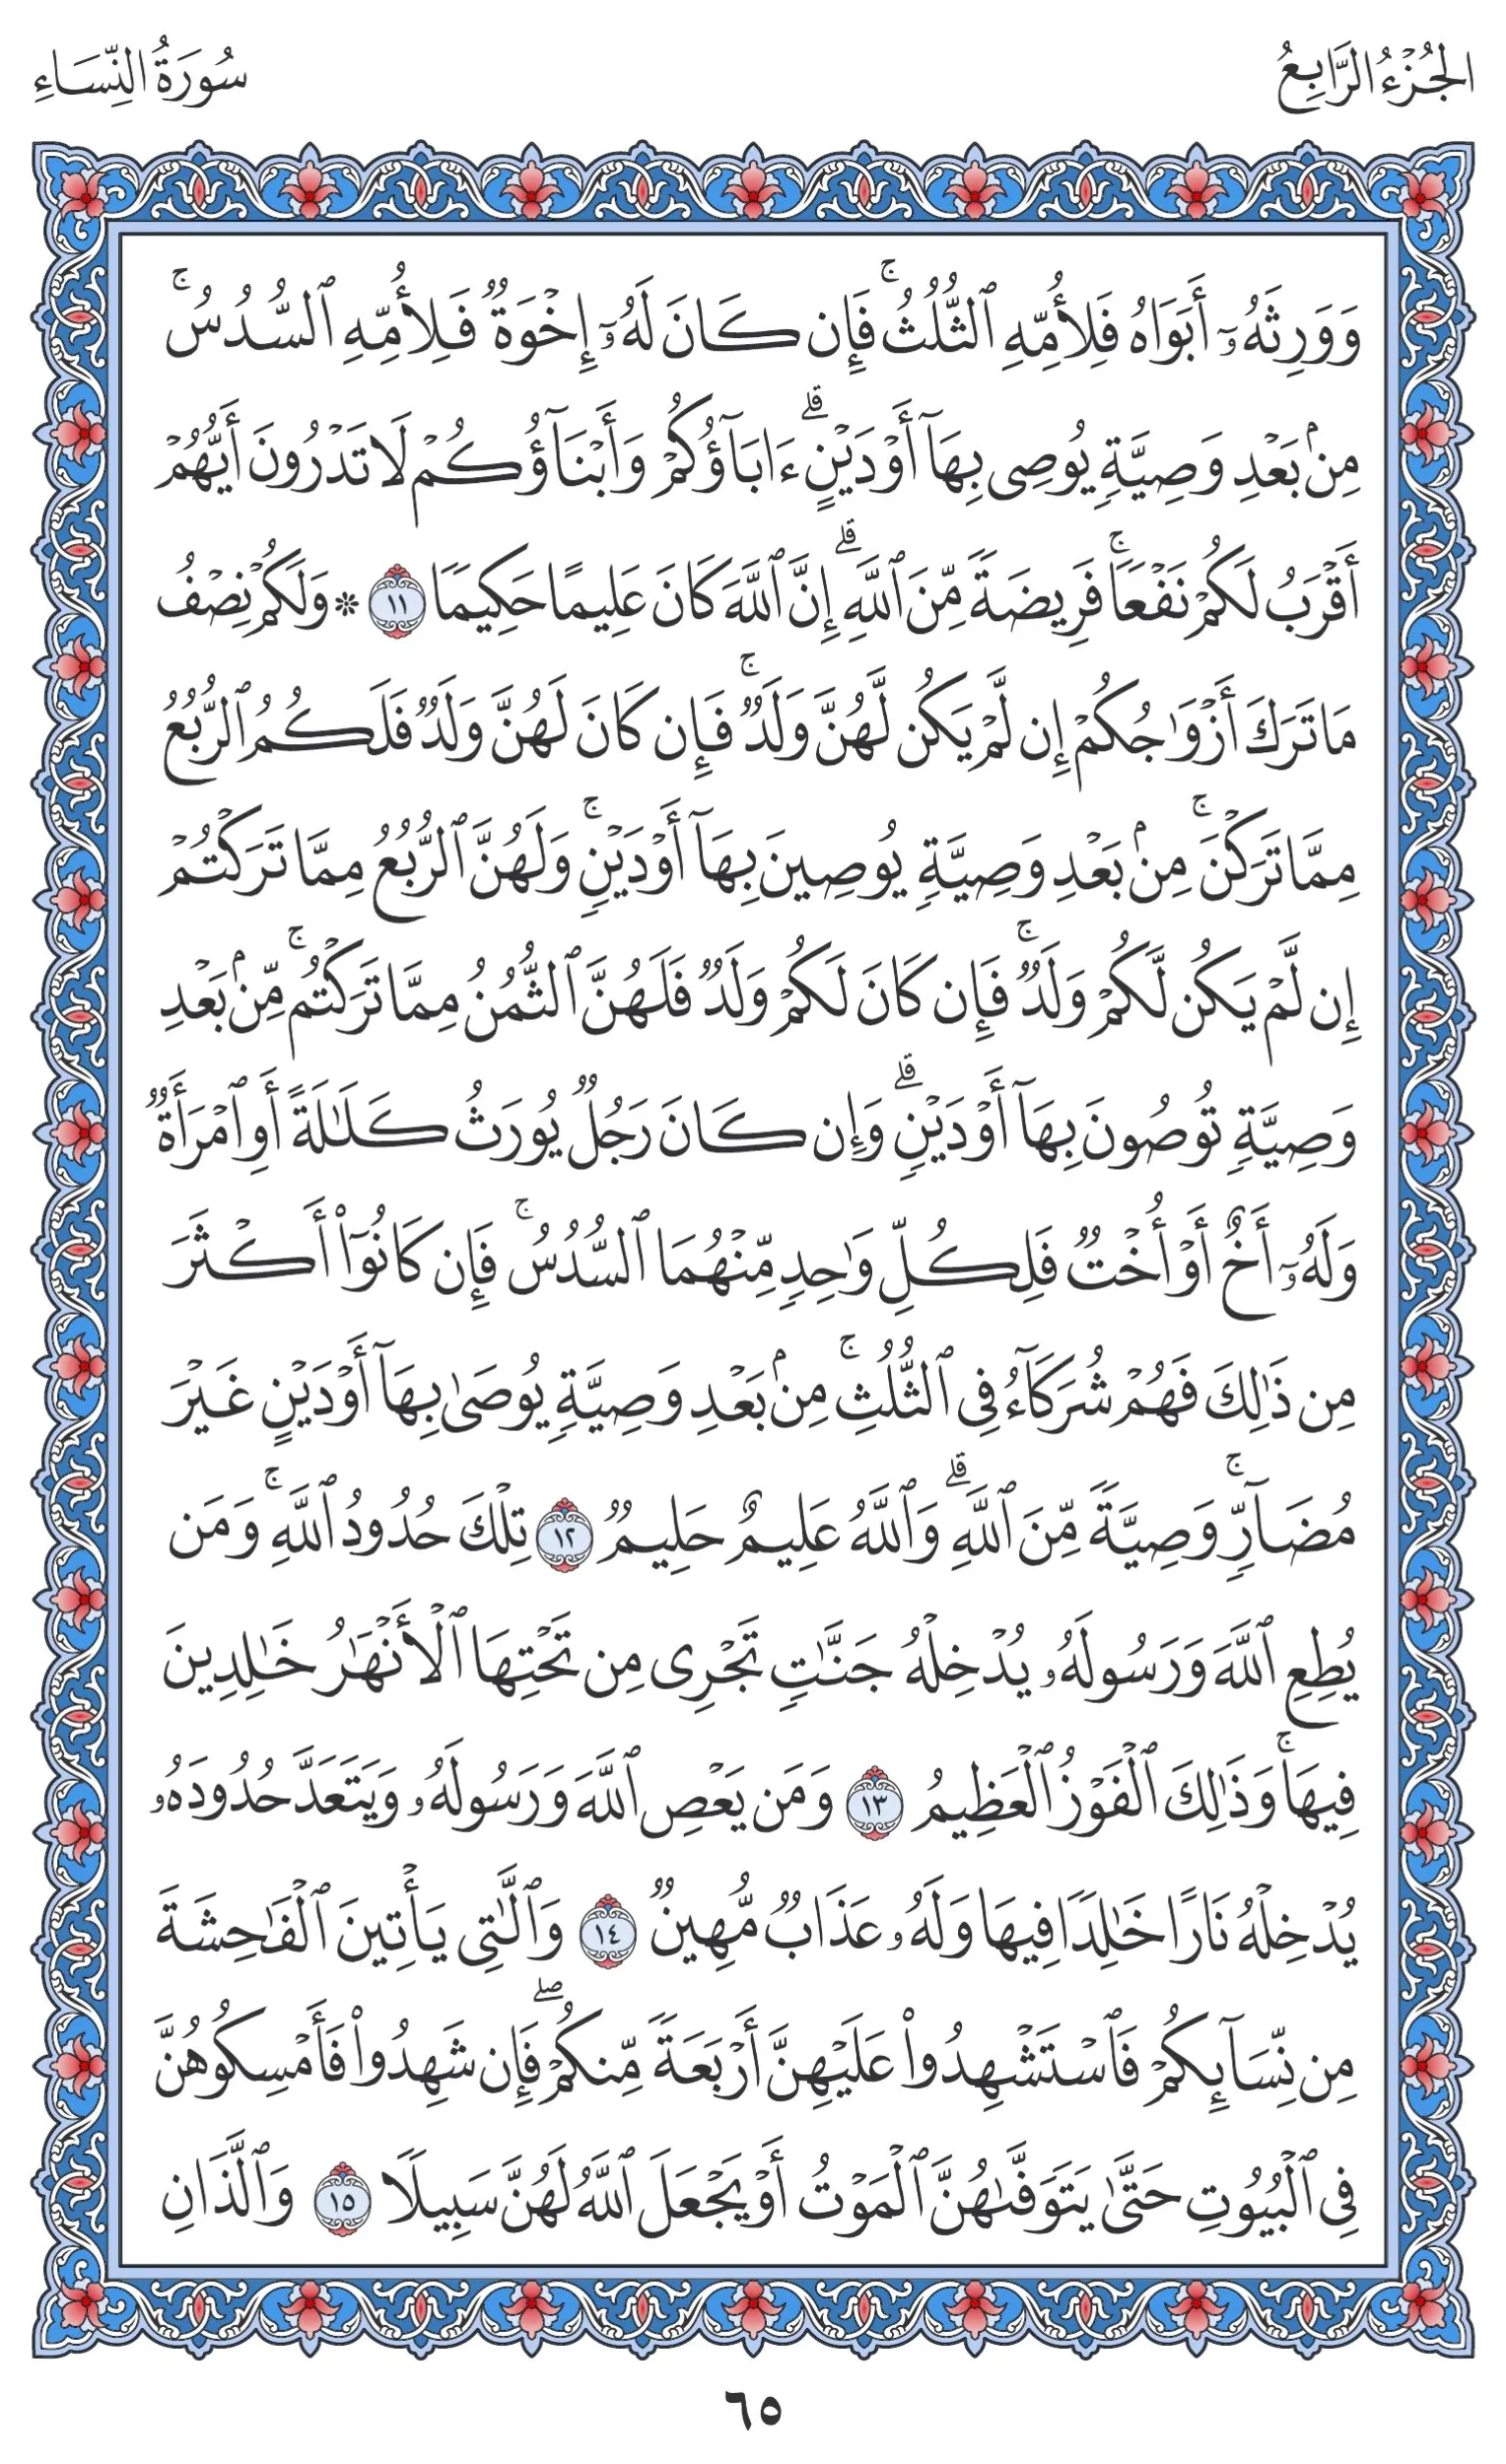 الجُزْءُ الرَّابِعُ
سُورَةُ النِّسَاءِ
وَوَرِثَهُۥٓ أَبَوَاهُ فَلِأُمِّهِ ٱلثُّلُثُۚ فَإِن كَانَ لَهُۥٓ إِخْوَةٌ فَلِأُمِّهِ ٱلسُّدُسُۚ
مِنۢ بَعْدِ وَصِيَّةٍ يُوصِى بِهَآ أَوْ دَيْنٍۗ ءَابَآؤُكُمْ وَأَبْنَآؤُكُمْ لَا تَدْرُونَ أَيُّهُمْ
أَقْرَبُ لَكُمْ نَفْعًاۚ فَرِيضَةً مِّنَ ٱللَّهِۗ إِنَّ ٱللَّهَ كَانَ عَلِيمًا حَكِيمًا ١١ ۞ وَلَكُمْ نِصْفُ
مَا تَرَكَ أَزْوَٰجُكُمْ إِن لَّمْ يَكُن لَّهُنَّ وَلَدٌۚ فَإِن كَانَ لَهُنَّ وَلَدٌ فَلَكُمُ ٱلرُّبُعُ
مِمَّا تَرَكْنَۚ مِنۢ بَعْدِ وَصِيَّةٍ يُوصِينَ بِهَآ أَوْ دَيْنٍۚ وَلَهُنَّ ٱلرُّبُعُ مِمَّا تَرَكْتُمْ
إِن لَّمْ يَكُن لَّكُمْ وَلَدٌۚ فَإِن كَانَ لَكُمْ وَلَدٌ فَلَهُنَّ ٱلثُّمُنُ مِمَّا تَرَكْتُمۚ مِّنۢ بَعْدِ
وَصِيَّةٍ تُوصُونَ بِهَآ أَوْ دَيْنٍۗ وَإِن كَانَ رَجُلٌ يُورَثُ كَلَٰلَةً أَوِ ٱمْرَأَةٌ
وَلَهُۥٓ أَخٌ أَوْ أُخْتٌ فَلِكُلِّ وَٰحِدٍ مِّنْهُمَا ٱلسُّدُسُۚ فَإِن كَانُوٓا۟ أَكْثَرَ
مِن ذَٰلِكَ فَهُمْ شُرَكَآءُ فِى ٱلثُّلُثِۚ مِنۢ بَعْدِ وَصِيَّةٍ يُوصَىٰ بِهَآ أَوْ دَيْنٍ غَيْرَ
مُضَآرٍّۚ وَصِيَّةً مِّنَ ٱللَّهِۗ وَٱللَّهُ عَلِيمٌ حَلِيمٌ ١٢ تِلْكَ حُدُودُ ٱللَّهِۚ وَمَن
يُطِعِ ٱللَّهَ وَرَسُولَهُۥ يُدْخِلْهُ جَنَّٰتٍ تَجْرِى مِن تَحْتِهَا ٱلْأَنْهَٰرُ خَٰلِدِينَ
فِيهَاۚ وَذَٰلِكَ ٱلْفَوْزُ ٱلْعَظِيمُ ١٣ وَمَن يَعْصِ ٱللَّهَ وَرَسُولَهُۥ وَيَتَعَدَّ حُدُودَهُۥ
يُدْخِلْهُ نَارًا خَٰلِدًا فِيهَا وَلَهُۥ عَذَابٌ مُّهِينٌ ١٤ وَٱلَّٰتِى يَأْتِينَ ٱلْفَٰحِشَةَ
مِن نِّسَآئِكُمْ فَٱسْتَشْهِدُوا۟ عَلَيْهِنَّ أَرْبَعَةً مِّنكُمْۖ فَإِن شَهِدُوا۟ فَأَمْسِكُوهُنَّ
فِى ٱلْبُيُوتِ حَتَّىٰ يَتَوَفَّىٰهُنَّ ٱلْمَوْتُ أَوْ يَجْعَلَ ٱللَّهُ لَهُنَّ سَبِيلًا ١٥ وَٱلَّذَانِ
٦٥